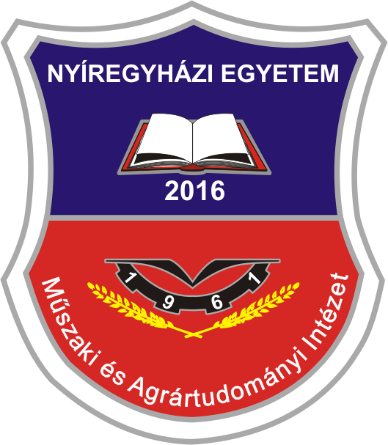 NYÍREGYHÁZI EGYETEM
2016
1961
Műszaki és Agrártudományi Intézet